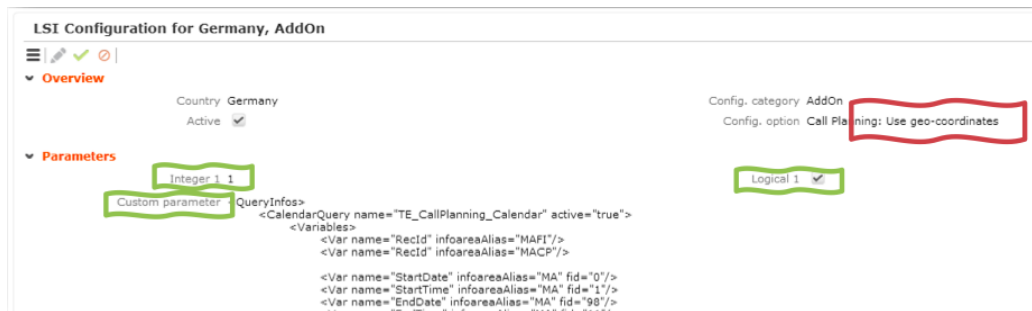 LSI Configuration for Germany, AddOn
Overview
Country Germany
Config. category AddOn
Active
Config. option Call Planning: Use geo-coordinates
Parameters
Integer 1 1
Logical 1
Custom parameter <QueryInfos>
<CalendarQuery name="TE_CallPlanning_Calendar" active="true">
<Variables>
<Var name="RecId" infoareaAlias="MAFI"/>
<Var name="RecId" infoareaAlias="MACP"/>
<Var name="StartDate" infoareaAlias="MA" fid="0"/>
<Var name="StartTime" infoareaAlias="MA" fid="1"/>
<Var name="EndDate" infoareaAlias="MA" fid="98"/>